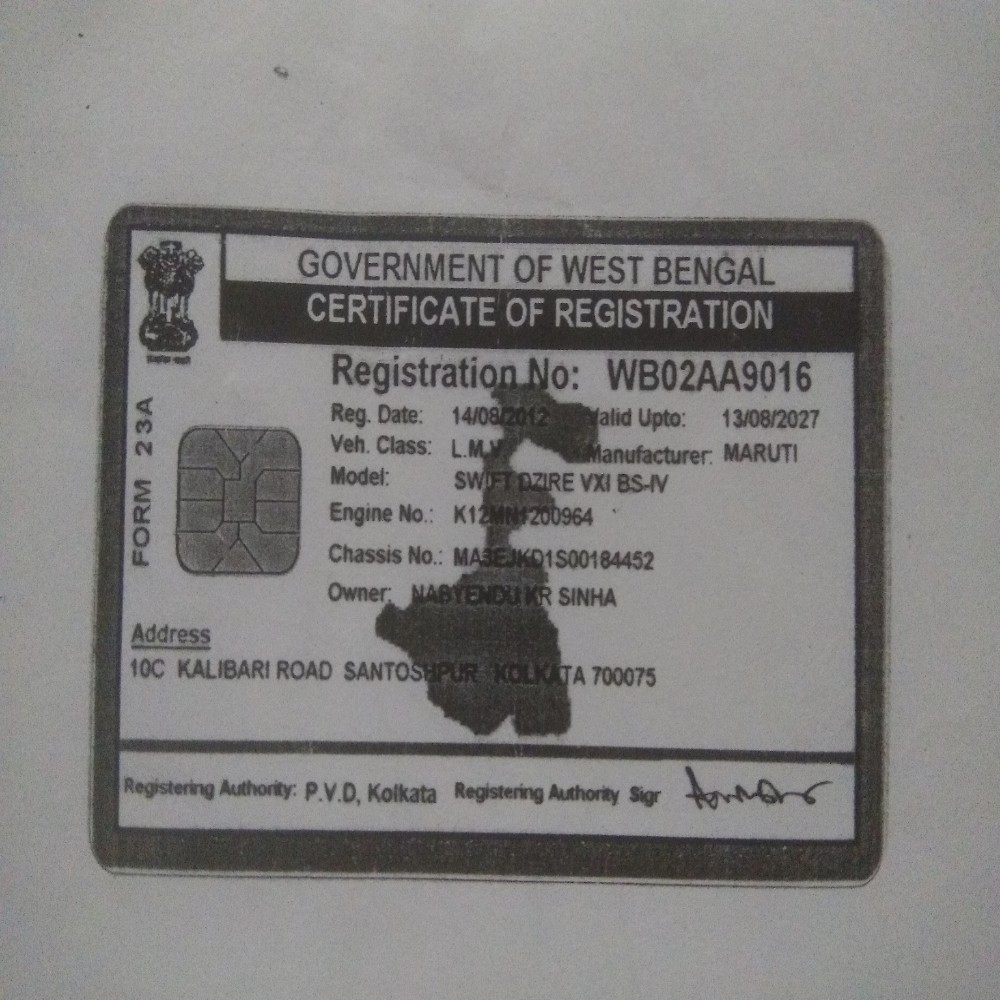 GOVERNMENT OF WEST BENGAL
CERTIFICATE OF REGISTRATION
FORM 23A
Registration No: WB02AA9016
Reg. Date: 14/08/2012 Valid Upto: 13/08/2027
Veh. Class: L.M.V. Manufacturer: MARUTI
Model: SWIFT DZIRE VXI BS-IV
Engine No.: K12MN1200964
Chassis No.: MA3EJKD1S00184452
Owner: NABYENDU KR SINHA
Address
10C KALIBARI ROAD SANTOSHPUR KOLKATA 700075
Registering Authority: P.V.D, Kolkata Registering Authority Sigr